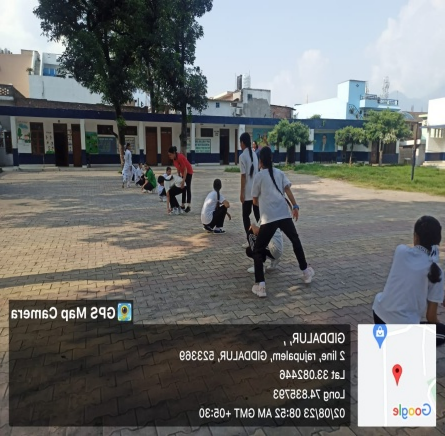 GPS Map Camera
GIDDALUR, ,
2 line, rajupalem, GIDDALUR, 523369
Lat 33.082446
Long 74.835793
02/08/23 08:52 AM GMT +05:30
Google